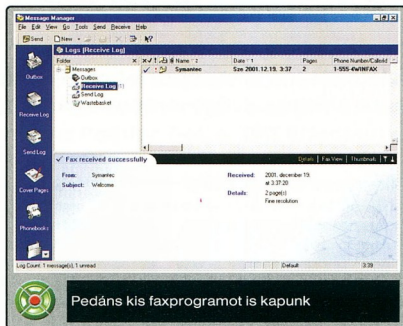 Message Manager
File Edit View Go Tools Send Receive Help
Send New
Logs (Receive Log)
Folder Name : 2 Date : 1 Pages Phone Number/CallerId
Messages
Outbox
Receive Log (1)
Send Log
Wastebasket
Symantec Sze 2001.12.19. 3:37 2 1-555-4WINFAX
Outbox
Receive Log
Send Log
Cover Pages
Phonebooks
Fax received successfully
Details Fax View Thumbnails
From: Symantec
Subject: Welcome
Received: 2001. december 19.
at 3:37:20
Details: 2 page(s)
Fine resolution
Log Count: 1 message(s), 1 unread Default 3:39
Pedáns kis faxprogramot is kapunk